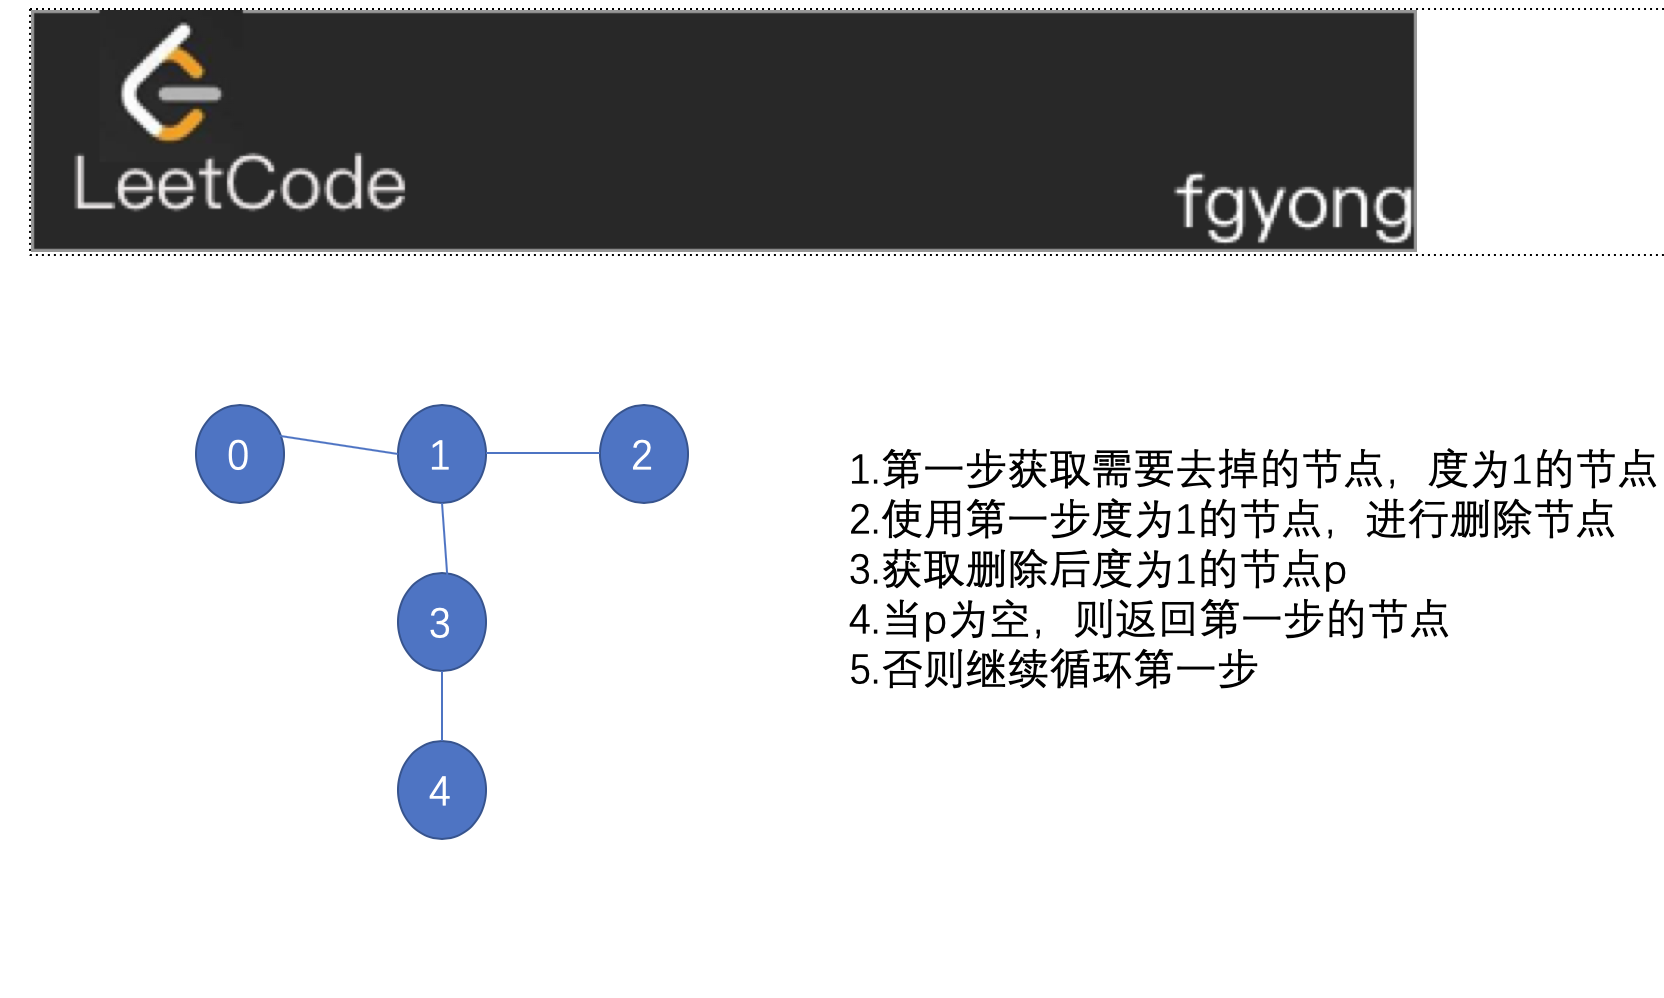 LeetCode
fgyong
0
1
2
3
4
1.第一步获取需要去掉的节点，度为1的节点
2.使用第一步度为1的节点，进行删除节点
3.获取删除后度为1的节点p
4.当p为空，则返回第一步的节点
5.否则继续循环第一步